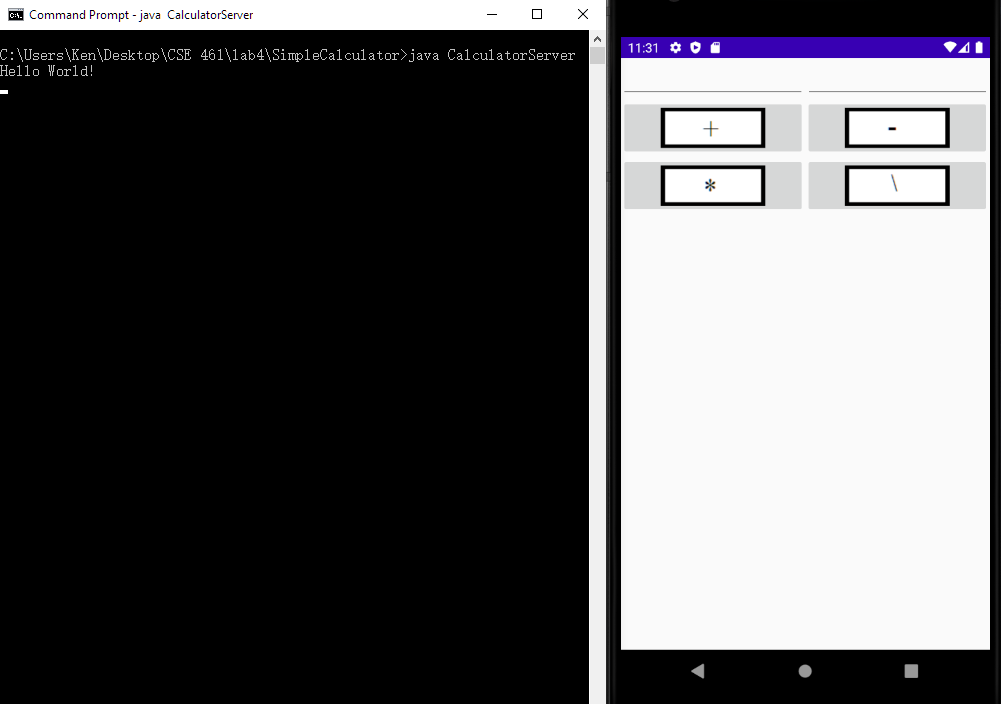 Command Prompt - java  CalculatorServer
C:\Users\Ken\Desktop\CSE 461\lab4\SimpleCalculator>java CalculatorServer
Hello World!
11:31
+ -
* \